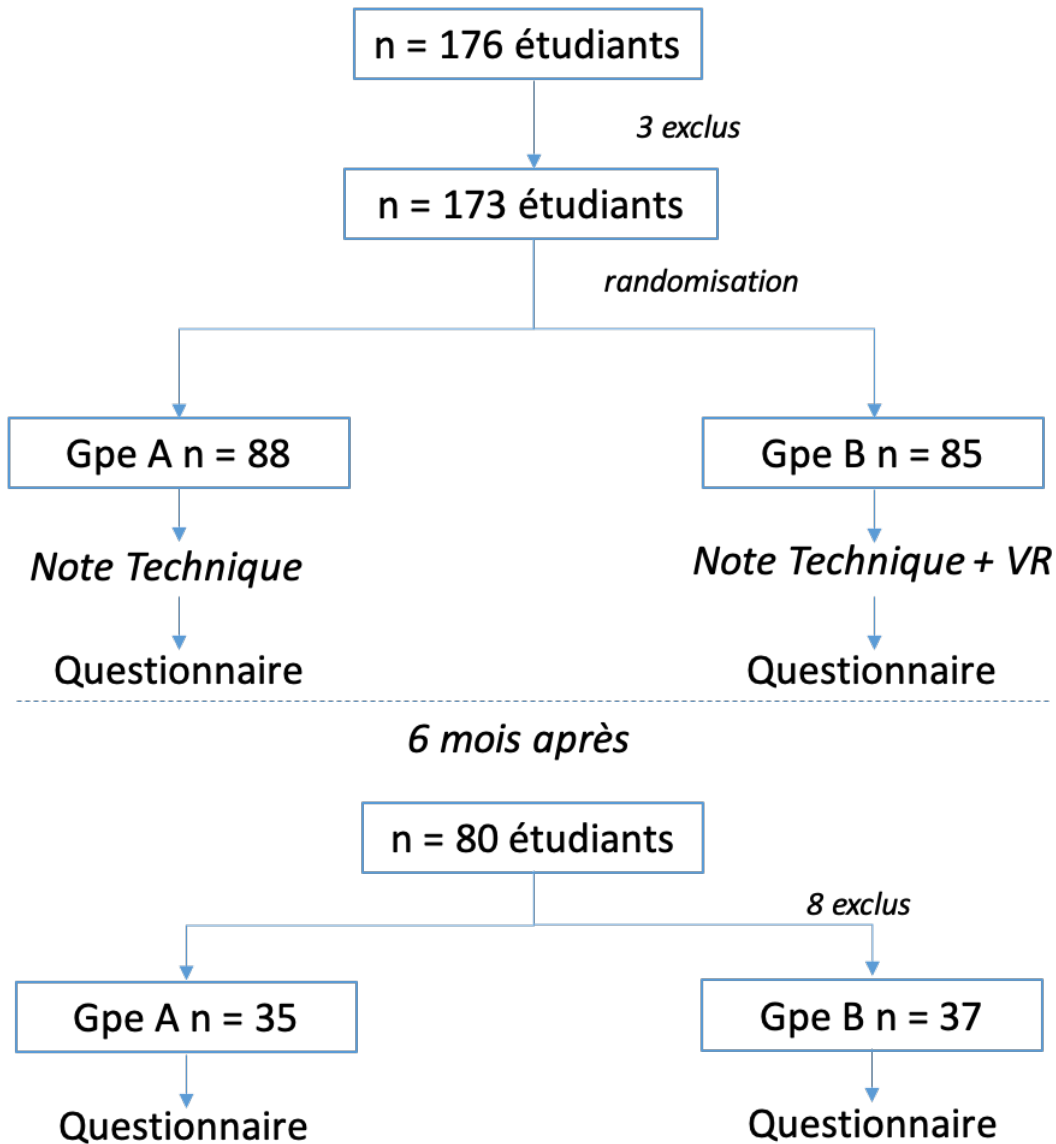 n = 176 étudiants
3 exclus
n = 173 étudiants
randomisation
Gpe A n = 88
Gpe B n = 85
Note Technique
Note Technique + VR
Questionnaire
Questionnaire
6 mois après
n = 80 étudiants
8 exclus
Gpe A n = 35
Gpe B n = 37
Questionnaire
Questionnaire